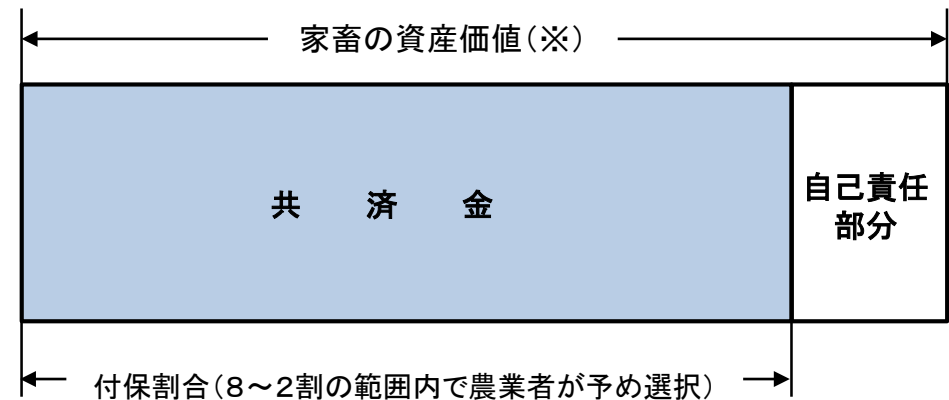 家畜の資産価値（※）
共　済　金
自己責任
部分
付保割合（８～２割の範囲内で農業者が予め選択）